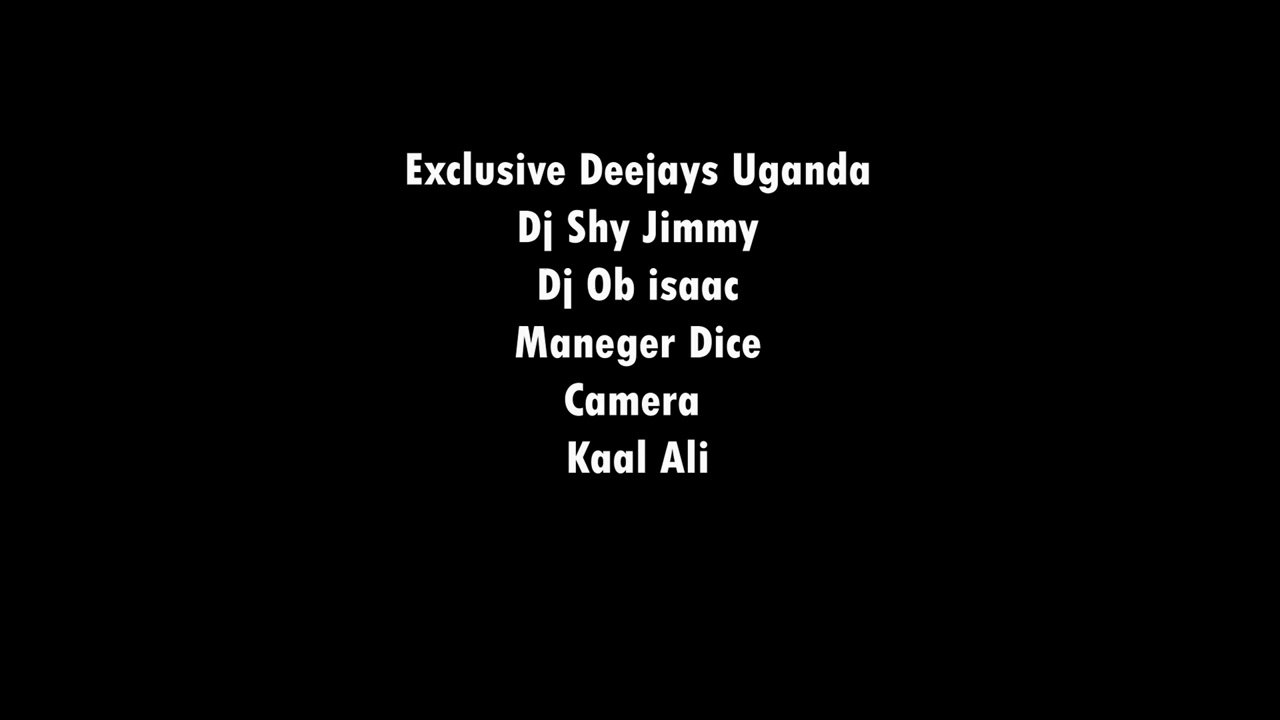 Exclusive Deejays Uganda
Dj Shy Jimmy
Dj Ob isaac
Maneger Dice
Camera
Kaal Ali